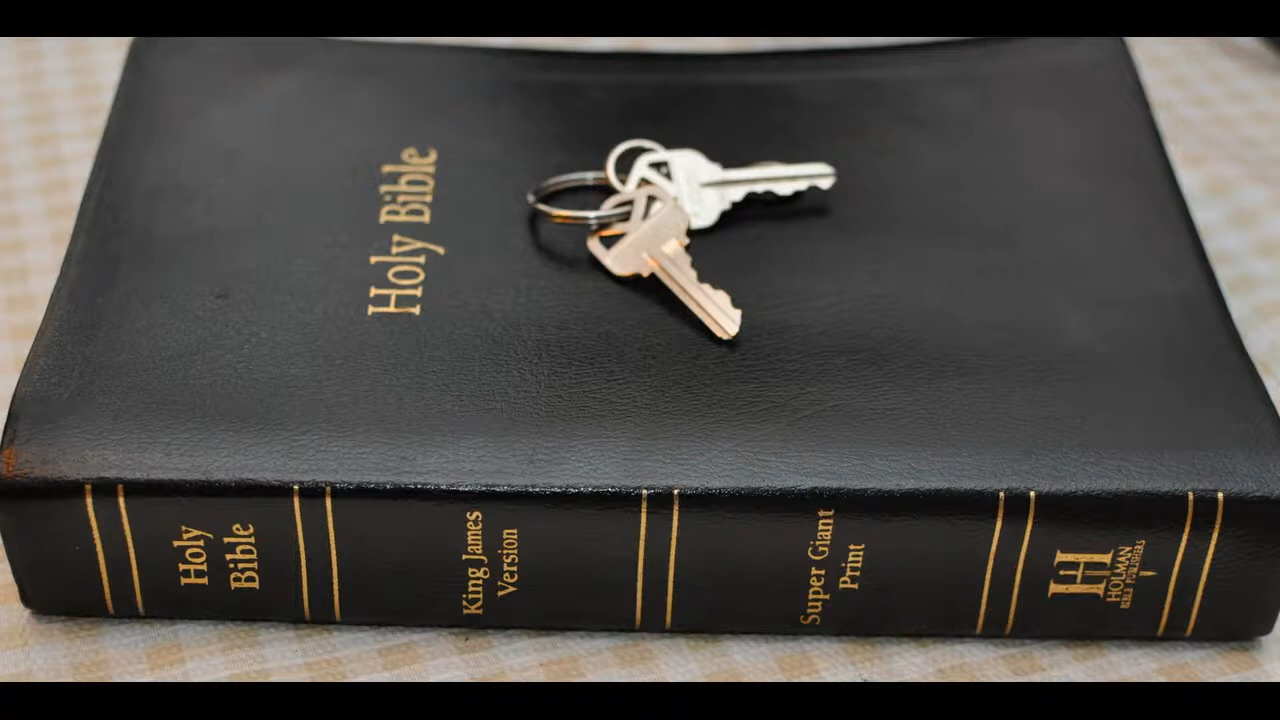 Holy Bible
Holy
Bible
King James
Version
Super Giant
Print
HOLMAN
BIBLE PUBLISHERS